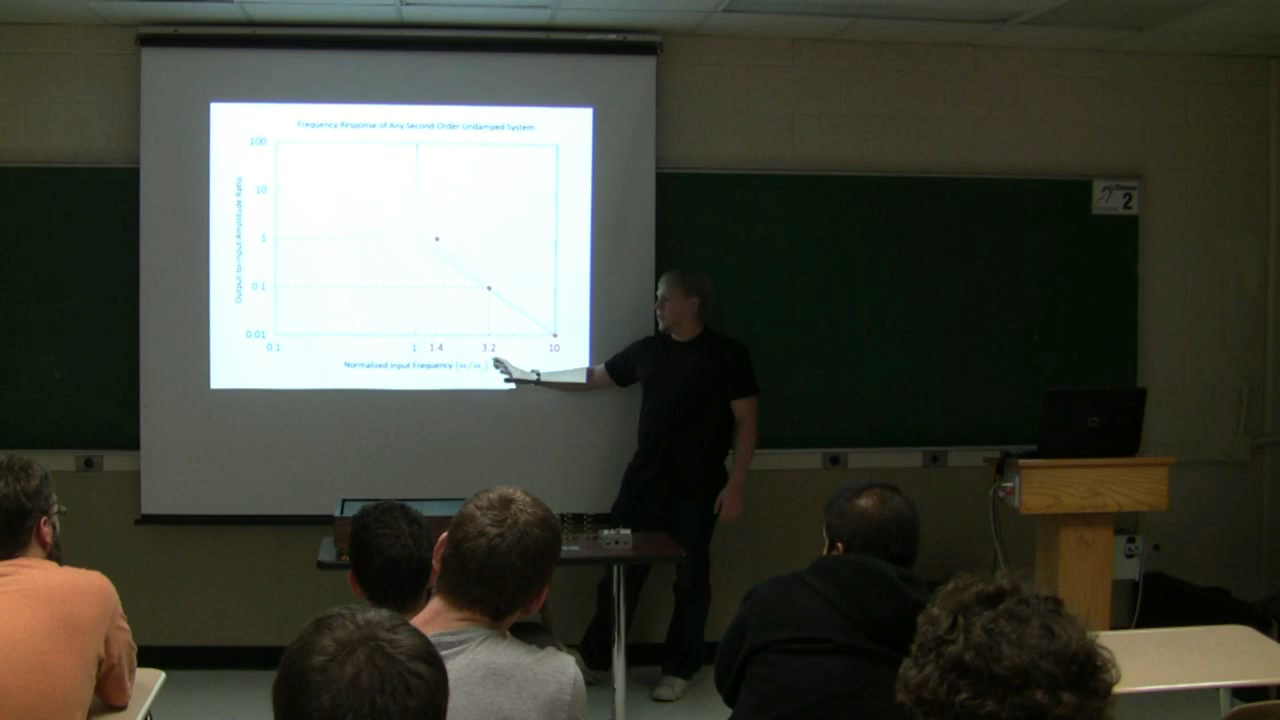 Frequency Response of Any Second Order Undamped System
100
10
1
0.1
0.01
Output-to-Input Amplitude Ratio
0.1 1 1.4 3.2 10
Normalized Input Frequency
2